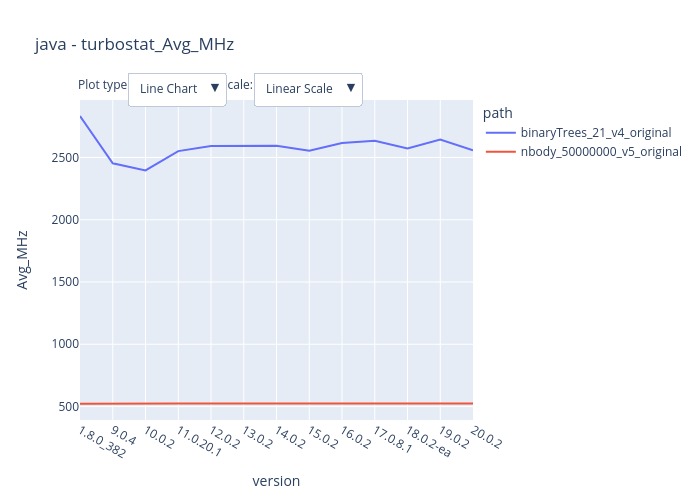 java - turbostat_Avg_MHz
Plot type
Line Chart ▼
cale:
Linear Scale ▼
path
binaryTrees_21_v4_original
nbody_50000000_v5_original
Avg_MHz
2500
2000
1500
1000
500
1.8.0_382
9.0.4
10.0.2
11.0.20.1
12.0.2
13.0.2
14.0.2
15.0.2
16.0.2
17.0.8.1
18.0.2-ea
19.0.2
20.0.2
version